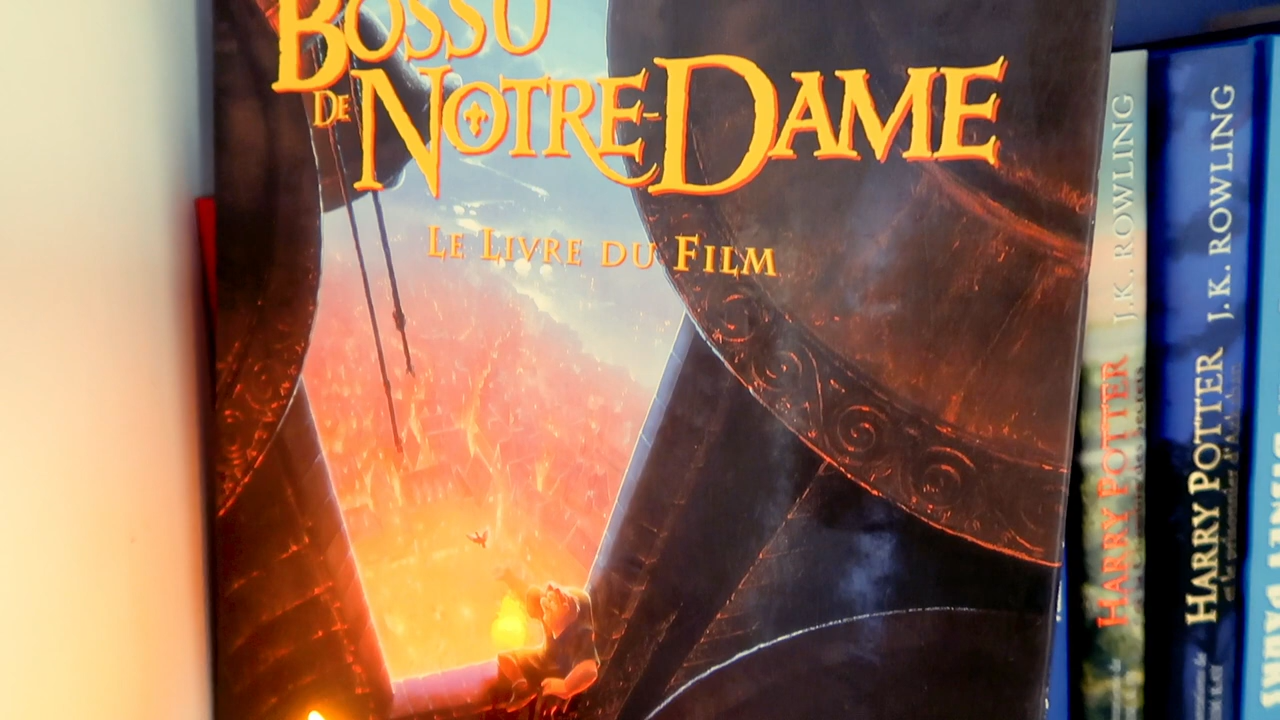 BOSSU
DE NOTRE-DAME
LE LIVRE DU FILM
J.K. ROWLING
HARRY POTTER
J.K. ROWLING
HARRY POTTER